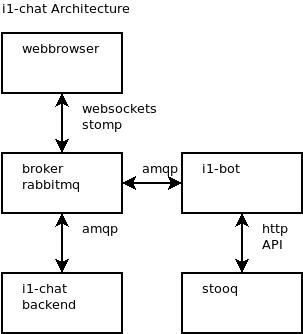 i1-chat Architecture
webbrowser
websockets
stomp
broker
rabbitmq
amqp
i1-bot
amqp
http
API
i1-chat
backend
stooq